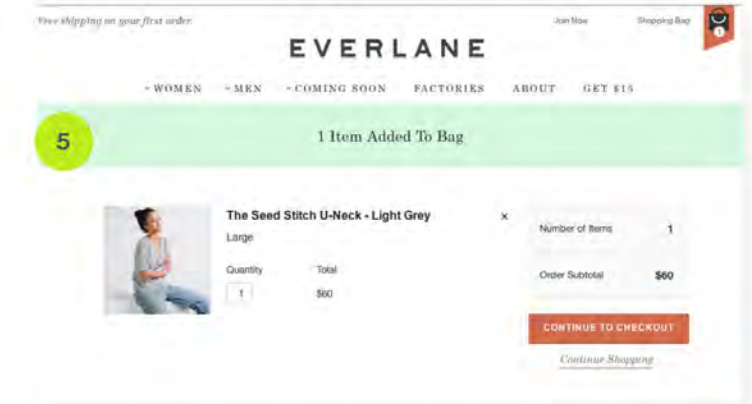 Free shipping on your first order
Join Now
Shopping Bag
1
EVERLANE
WOMEN
MEN
COMING SOON
FACTORIES
ABOUT
GET $15
5
1 Item Added To Bag
The Seed Stitch U-Neck - Light Grey
x
Large
Quantity
Total
1
$60
Number of Items
1
Order Subtotal
$60
CONTINUE TO CHECKOUT
Continue Shopping